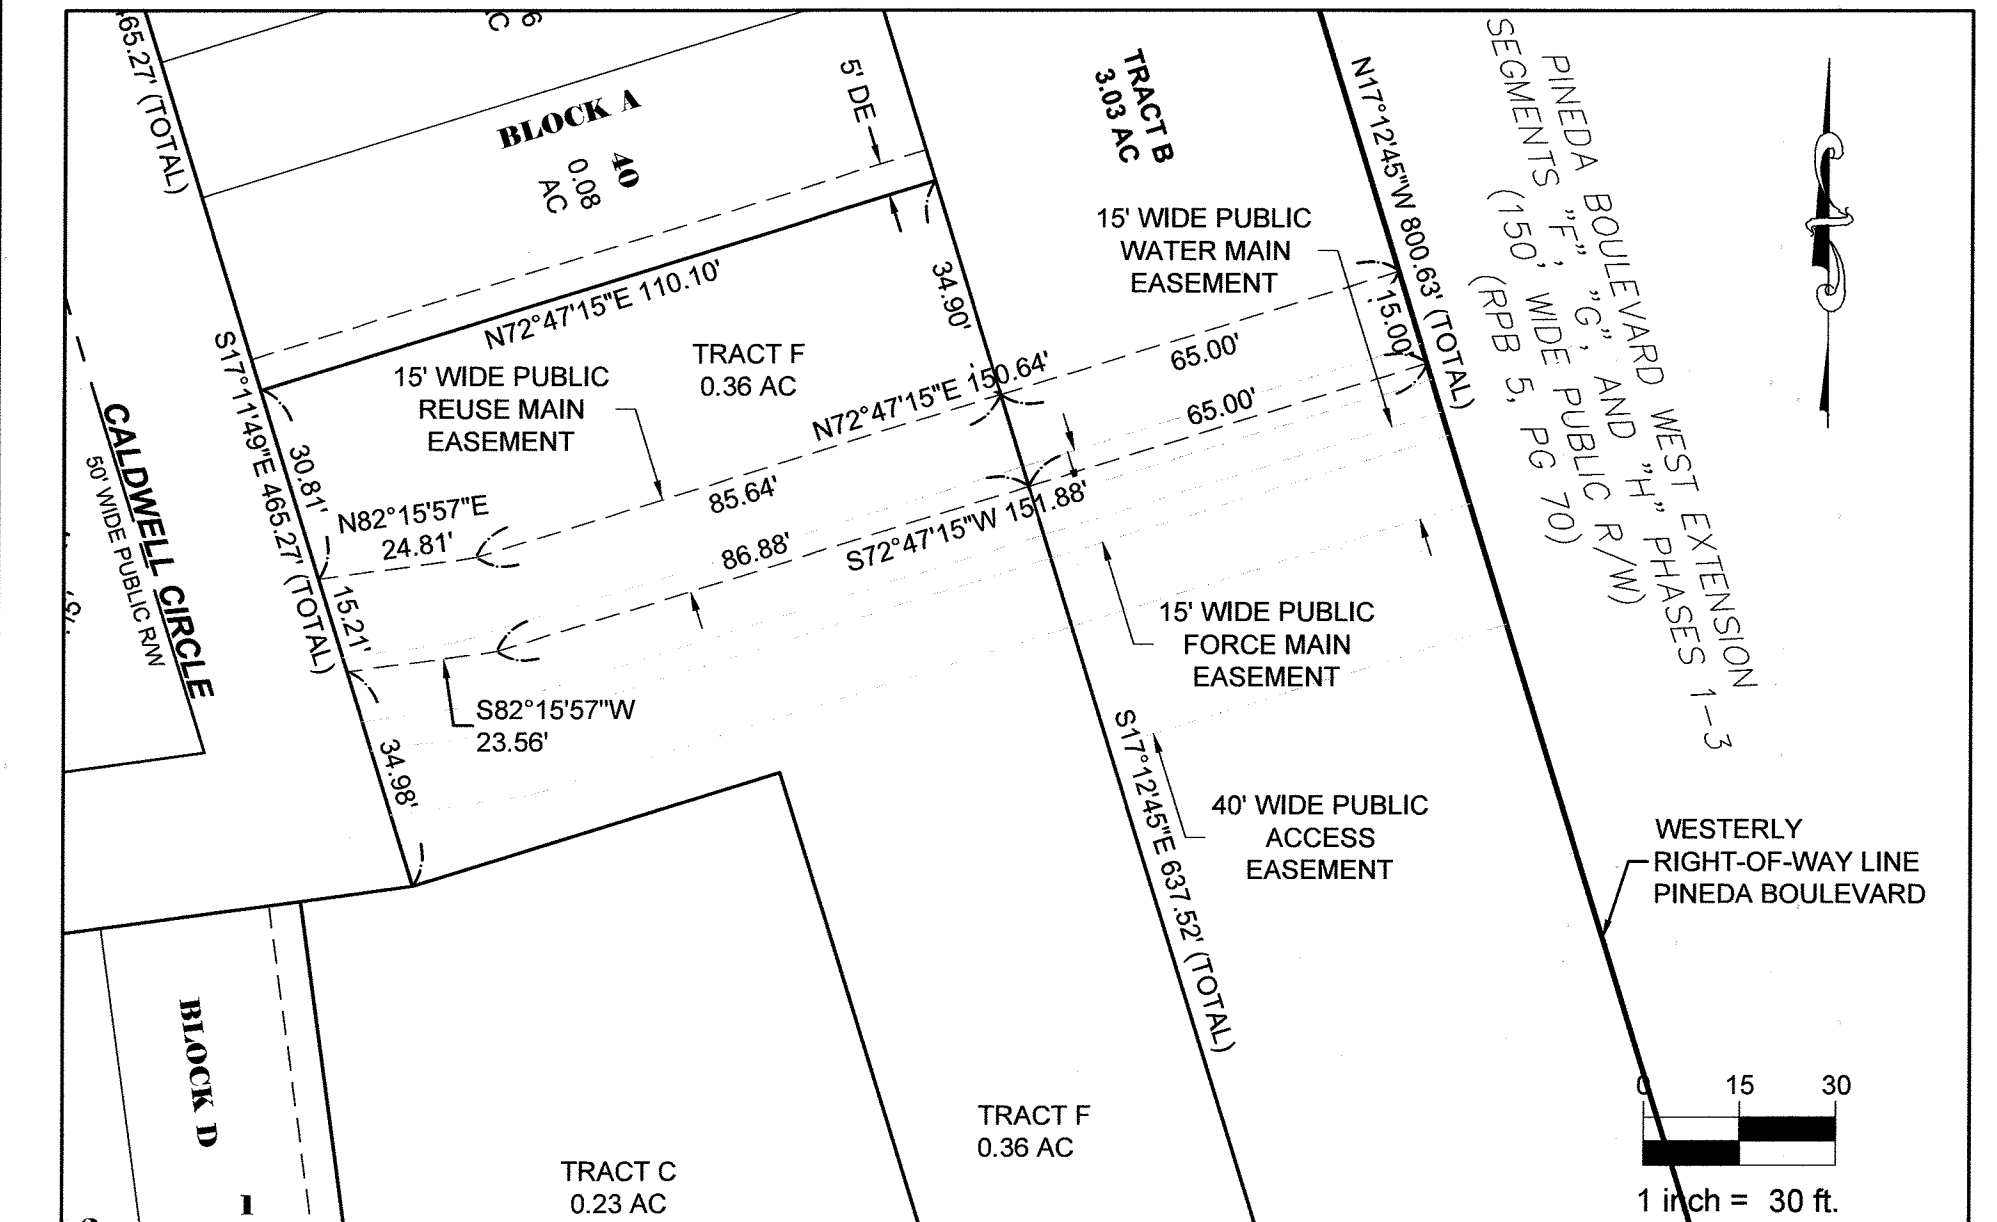 65.27' (TOTAL)
BLOCK A
40
0.08
AC
5' DE
TRACT B
3.03 AC
N17°12'45"W 800.63' (TOTAL)
PINEDA BOULEVARD WEST EXTENSION
SEGMENTS "F", "G", AND "H" PHASES 1-3
(150' WIDE PUBLIC R/W)
(RPB 5, PG 70)
15' WIDE PUBLIC
WATER MAIN
EASEMENT
N72°47'15"E 110.10'
34.90'
15.00'
TRACT F
0.36 AC
15' WIDE PUBLIC
REUSE MAIN
EASEMENT
N72°47'15"E 150.64'
65.00'
65.00'
S17°11'49"E 465.27' (TOTAL)
30.81'
N82°15'57"E
24.81'
85.64'
86.88'
S72°47'15"W 151.88'
CALDWELL CIRCLE
50' WIDE PUBLIC R/W
15.21'
S82°15'57"W
23.56'
34.98'
15' WIDE PUBLIC
FORCE MAIN
EASEMENT
S17°12'45"E 637.52' (TOTAL)
40' WIDE PUBLIC
ACCESS
EASEMENT
WESTERLY
RIGHT-OF-WAY LINE
PINEDA BOULEVARD
BLOCK D
1
TRACT C
0.23 AC
TRACT F
0.36 AC
0 15 30
1 inch = 30 ft.